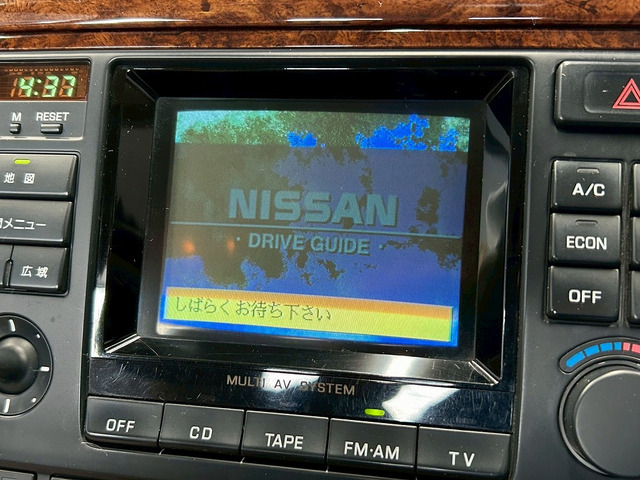 14:37
M RESET
地図
メニュー
広域
NISSAN
DRIVE GUIDE
しばらくお待ち下さい
MULTI AV SYSTEM
OFF CD TAPE FM·AM TV
A/C
ECON
OFF